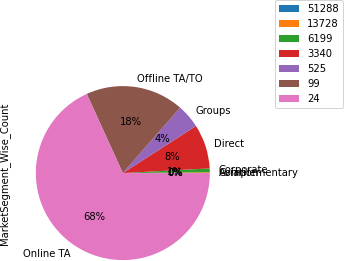 51288
13728
6199
3340
525
99
24
MarketSegment_Wise_Count
Offline TA/TO
18%
Groups
4%
Direct
8%
Corporate
Online TA
68%